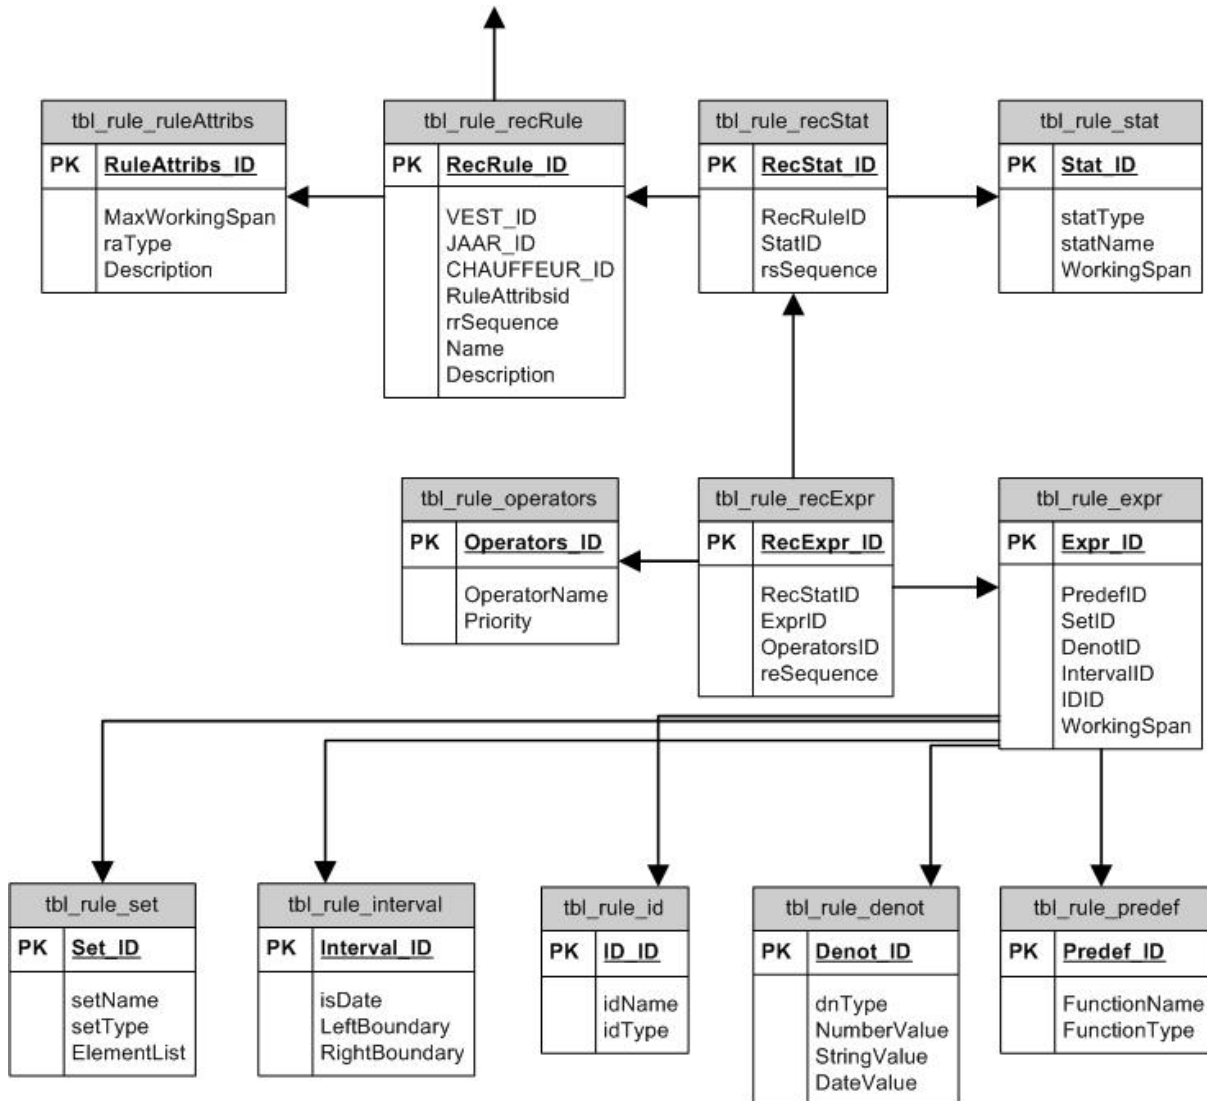 tbl_rule_ruleAttribs
PK RuleAttribs_ID
MaxWorkingSpan
raType
Description
tbl_rule_recRule
PK RecRule_ID
VEST_ID
JAAR_ID
CHAUFFEUR_ID
RuleAttribsid
rrSequence
Name
Description
tbl_rule_recStat
PK RecStat_ID
RecRuleID
StatID
rsSequence
tbl_rule_stat
PK Stat_ID
statType
statName
WorkingSpan
tbl_rule_operators
PK Operators_ID
OperatorName
Priority
tbl_rule_recExpr
PK RecExpr_ID
RecStatID
ExprID
OperatorsID
reSequence
tbl_rule_expr
PK Expr_ID
PredefID
SetID
DenotID
IntervalID
IDID
WorkingSpan
tbl_rule_set
PK Set_ID
setName
setType
ElementList
tbl_rule_interval
PK Interval_ID
isDate
LeftBoundary
RightBoundary
tbl_rule_id
PK ID_ID
idName
idType
tbl_rule_denot
PK Denot_ID
dnType
NumberValue
StringValue
DateValue
tbl_rule_predef
PK Predef_ID
FunctionName
FunctionType